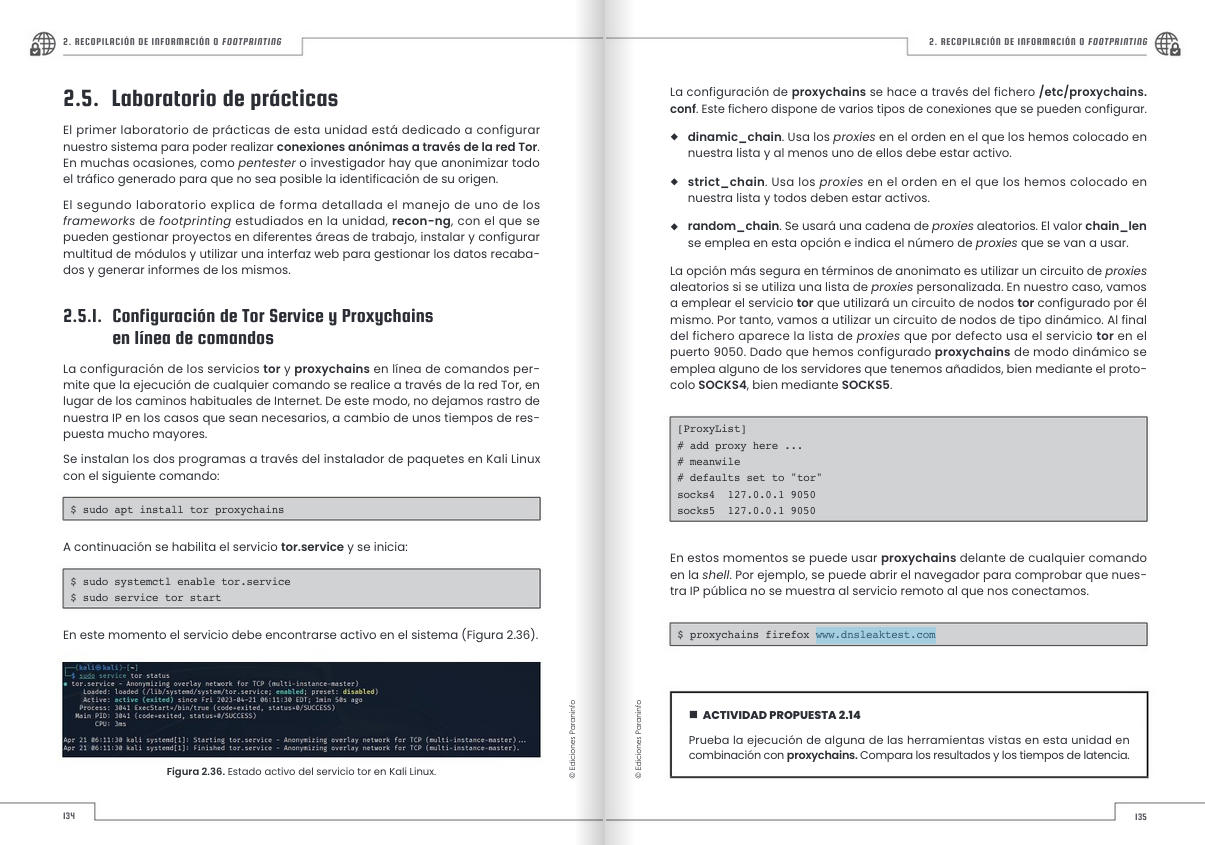 2. RECOPILACIÓN DE INFORMACIÓN O FOOTPRINTING
2.5. Laboratorio de prácticas
El primer laboratorio de prácticas de esta unidad está dedicado a configurar
nuestro sistema para poder realizar conexiones anónimas a través de la red Tor.
En muchas ocasiones, como pentester o investigador hay que anonimizar todo
el tráfico generado para que no sea posible la identificación de su origen.
El segundo laboratorio explica de forma detallada el manejo de uno de los
frameworks de footprinting estudiados en la unidad, recon-ng, con el que se
pueden gestionar proyectos en diferentes áreas de trabajo, instalar y configurar
multitud de módulos y utilizar una interfaz web para gestionar los datos recaba-
dos y generar informes de los mismos.
2.5.1. Configuración de Tor Service y Proxychains
en línea de comandos
La configuración de los servicios tor y proxychains en línea de comandos per-
mite que la ejecución de cualquier comando se realice a través de la red Tor, en
lugar de los caminos habituales de Internet. De este modo, no dejamos rastro de
nuestra IP en los casos que sean necesarios, a cambio de unos tiempos de res-
puesta mucho mayores.
Se instalan los dos programas a través del instalador de paquetes en Kali Linux
con el siguiente comando:
$ sudo apt install tor proxychains
A continuación se habilita el servicio tor.service y se inicia:
$ sudo systemctl enable tor.service
$ sudo service tor start
En este momento el servicio debe encontrarse activo en el sistema (Figura 2.36).
┌──(kali㉿kali)-[~]
└─$ sudo service tor status
● tor.service - Anonymizing overlay network for TCP (multi-instance-master)
Loaded: loaded (/lib/systemd/system/tor.service; enabled; preset: disabled)
Active: active (exited) since Fri 2023-04-21 06:11:30 EDT; 1min 50s ago
Process: 3041 ExecStart=/bin/true (code=exited, status=0/SUCCESS)
Main PID: 3041 (code=exited, status=0/SUCCESS)
CPU: 3ms
Apr 21 06:11:30 kali systemd[1]: Starting tor.service - Anonymizing overlay network for TCP (multi-instance-master)...
Apr 21 06:11:30 kali systemd[1]: Finished tor.service - Anonymizing overlay network for TCP (multi-instance-master).
Figura 2.36. Estado activo del servicio tor en Kali Linux.
© Ediciones Paraninfo
134
2. RECOPILACIÓN DE INFORMACIÓN O FOOTPRINTING
La configuración de proxychains se hace a través del fichero /etc/proxychains.
conf. Este fichero dispone de varios tipos de conexiones que se pueden configurar.
◆ dinamic_chain. Usa los proxies en el orden en el que los hemos colocado en
nuestra lista y al menos uno de ellos debe estar activo.
◆ strict_chain. Usa los proxies en el orden en el que los hemos colocado en
nuestra lista y todos deben estar activos.
◆ random_chain. Se usará una cadena de proxies aleatorios. El valor chain_len
se emplea en esta opción e indica el número de proxies que se van a usar.
La opción más segura en términos de anonimato es utilizar un circuito de proxies
aleatorios si se utiliza una lista de proxies personalizada. En nuestro caso, vamos
a emplear el servicio tor que utilizará un circuito de nodos tor configurado por él
mismo. Por tanto, vamos a utilizar un circuito de nodos de tipo dinámico. Al final
del fichero aparece la lista de proxies que por defecto usa el servicio tor en el
puerto 9050. Dado que hemos configurado proxychains de modo dinámico se
emplea alguno de los servidores que tenemos añadidos, bien mediante el proto-
colo SOCKS4, bien mediante SOCKS5.
[ProxyList]
# add proxy here ...
# meanwile
# defaults set to "tor"
socks4 127.0.0.1 9050
socks5 127.0.0.1 9050
En estos momentos se puede usar proxychains delante de cualquier comando
en la shell. Por ejemplo, se puede abrir el navegador para comprobar que nues-
tra IP pública no se muestra al servicio remoto al que nos conectamos.
$ proxychains firefox www.dnsleaktest.com
■ ACTIVIDAD PROPUESTA 2.14
Prueba la ejecución de alguna de las herramientas vistas en esta unidad en
combinación con proxychains. Compara los resultados y los tiempos de latencia.
© Ediciones Paraninfo
135